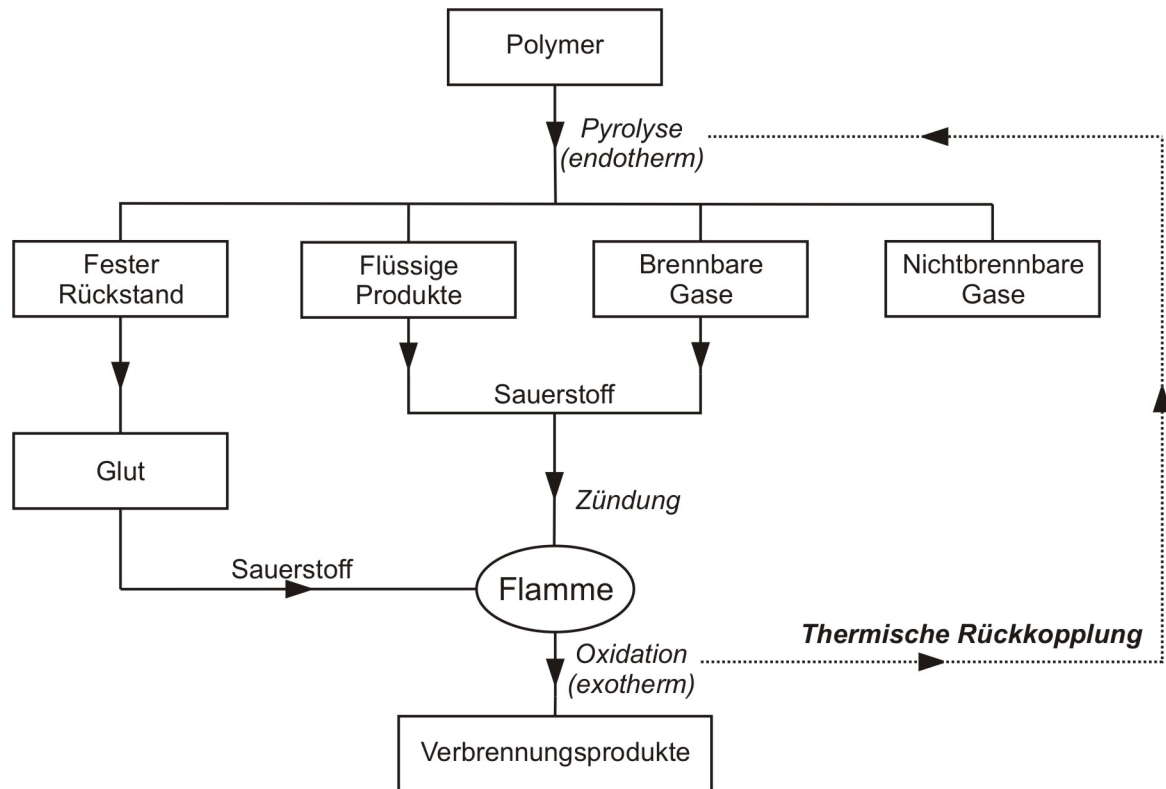 Polymer
Pyrolyse
(endotherm)
Fester
Rückstand
Flüssige
Produkte
Brennbare
Gase
Nichtbrennbare
Gase
Sauerstoff
Glut
Zündung
Sauerstoff
Flamme
Thermische Rückkopplung
Oxidation
(exotherm)
Verbrennungsprodukte